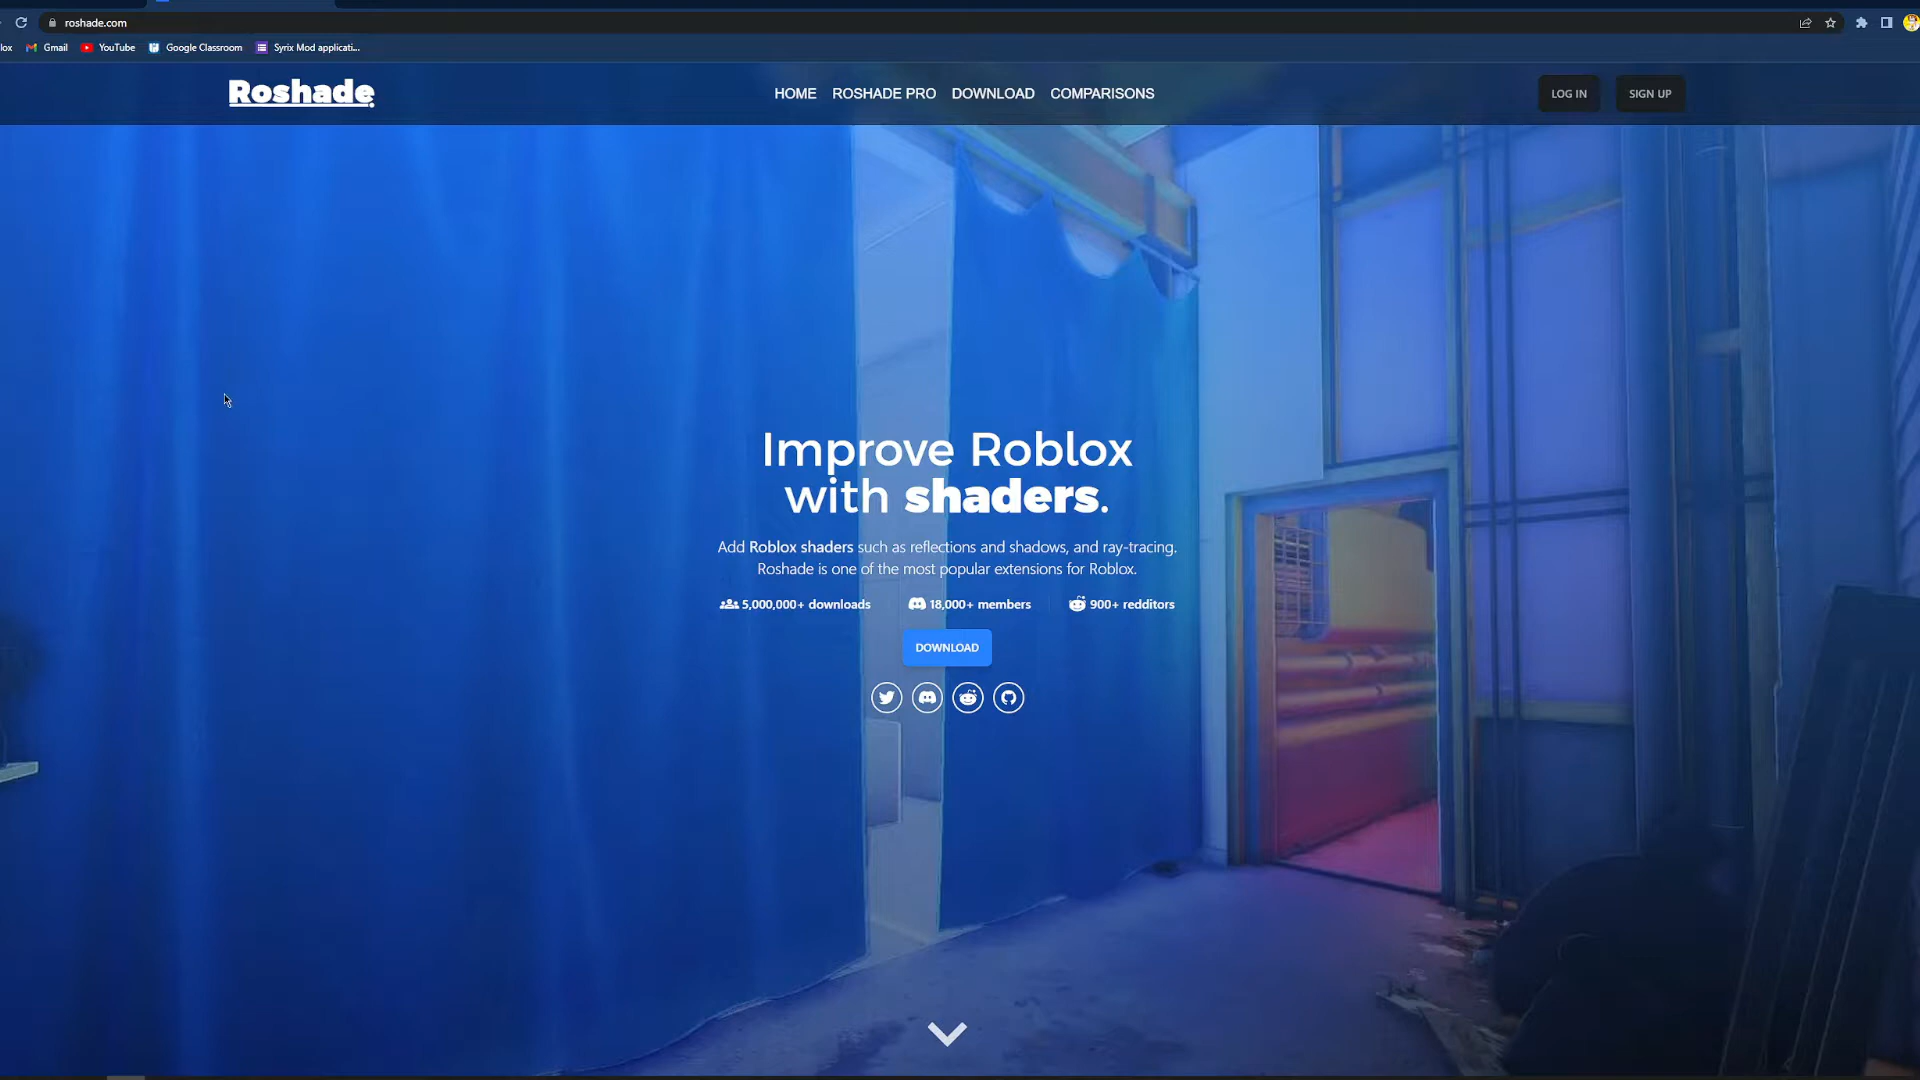 roshade.com
lox Gmail YouTube Google Classroom Syrix Mod applicati...
Roshade
HOME ROSHADE PRO DOWNLOAD COMPARISONS
LOG IN SIGN UP
Improve Roblox
with shaders.
Add Roblox shaders such as reflections and shadows, and ray-tracing.
Roshade is one of the most popular extensions for Roblox.
5,000,000+ downloads 18,000+ members 900+ redditors
DOWNLOAD